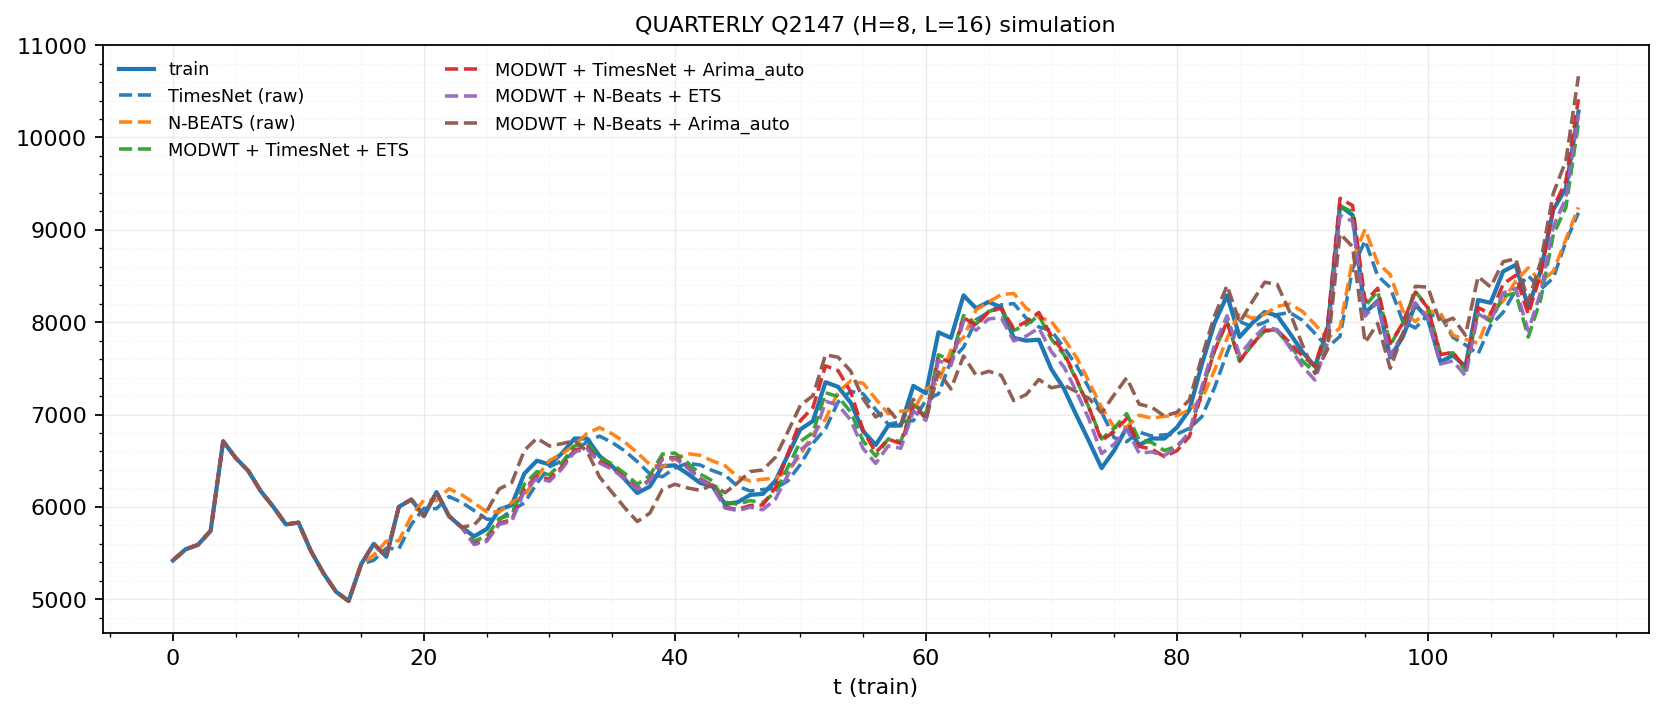 QUARTERLY Q2147 (H=8, L=16) simulation
11000
10000
9000
8000
7000
6000
5000
train
TimesNet (raw)
N-BEATS (raw)
MODWT + TimesNet + ETS
MODWT + TimesNet + Arima_auto
MODWT + N-Beats + ETS
MODWT + N-Beats + Arima_auto
0 20 40 60 80 100
t (train)